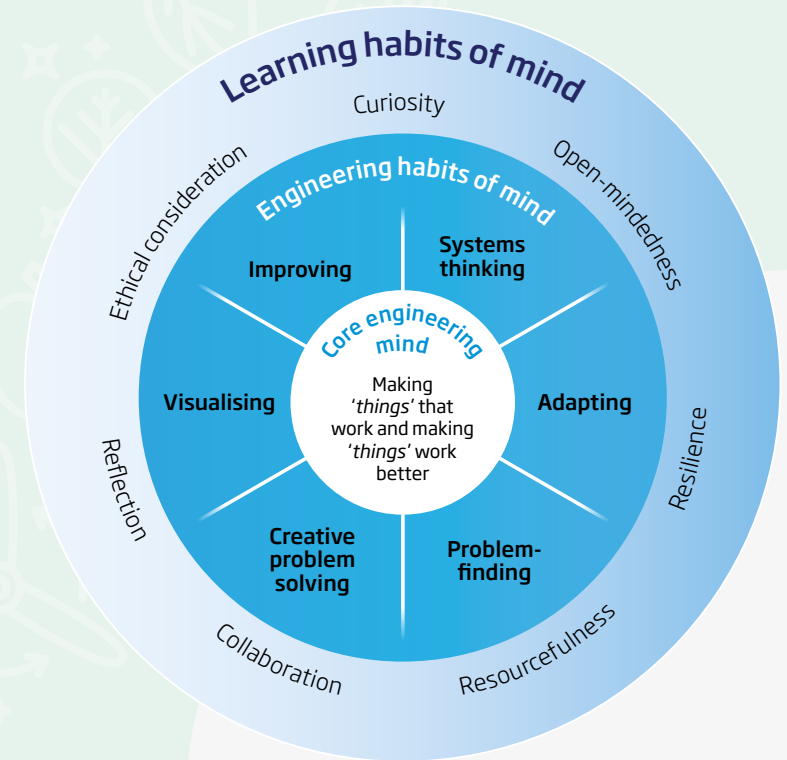 Learning habits of mind
Curiosity
Open-mindedness
Resilience
Resourcefulness
Collaboration
Reflection
Ethical consideration
Engineering habits of mind
Systems
thinking
Adapting
Problem-
finding
Creative
problem
solving
Visualising
Improving
Core engineering
mind
Making
‘things’ that
work and making
‘things’ work
better